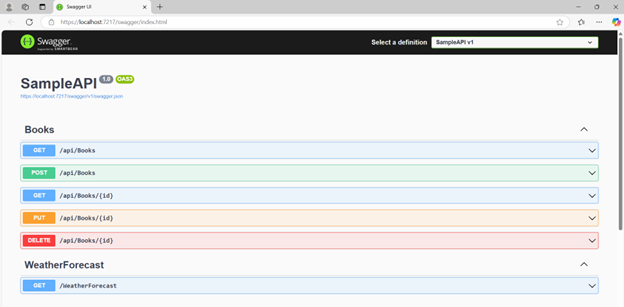 Swagger UI
https://localhost:7217/swagger/index.html
Swagger
Supported by SMARTBEAR
Select a definition
SampleAPI v1
SampleAPI 1.0 OAS3
https://localhost:7217/swagger/v1/swagger.json
Books
GET /api/Books
POST /api/Books
GET /api/Books/{id}
PUT /api/Books/{id}
DELETE /api/Books/{id}
WeatherForecast
GET /WeatherForecast